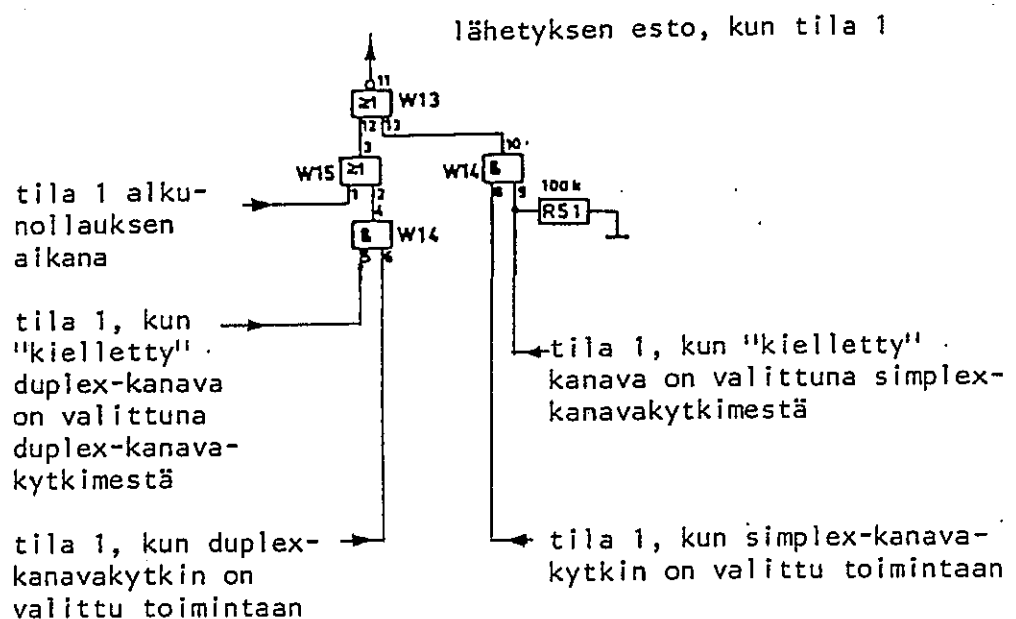 lähetyksen esto, kun tila 1
11
≥1 W13
12 13
3
10
W15 ≥1
W14 &
1 2
8 9
100k
R51
4
& W14
5 6
tila 1 alku-
nollauksen
aikana
tila 1, kun
"kielletty"
duplex-kanava
on valittuna
duplex-kanava-
kytkimestä
tila 1, kun "kielletty"
kanava on valittuna simplex-
kanavakytkimestä
tila 1, kun duplex-
kanavakytkin on
valittu toimintaan
tila 1, kun simplex-kanava-
kytkin on valittu toimintaan